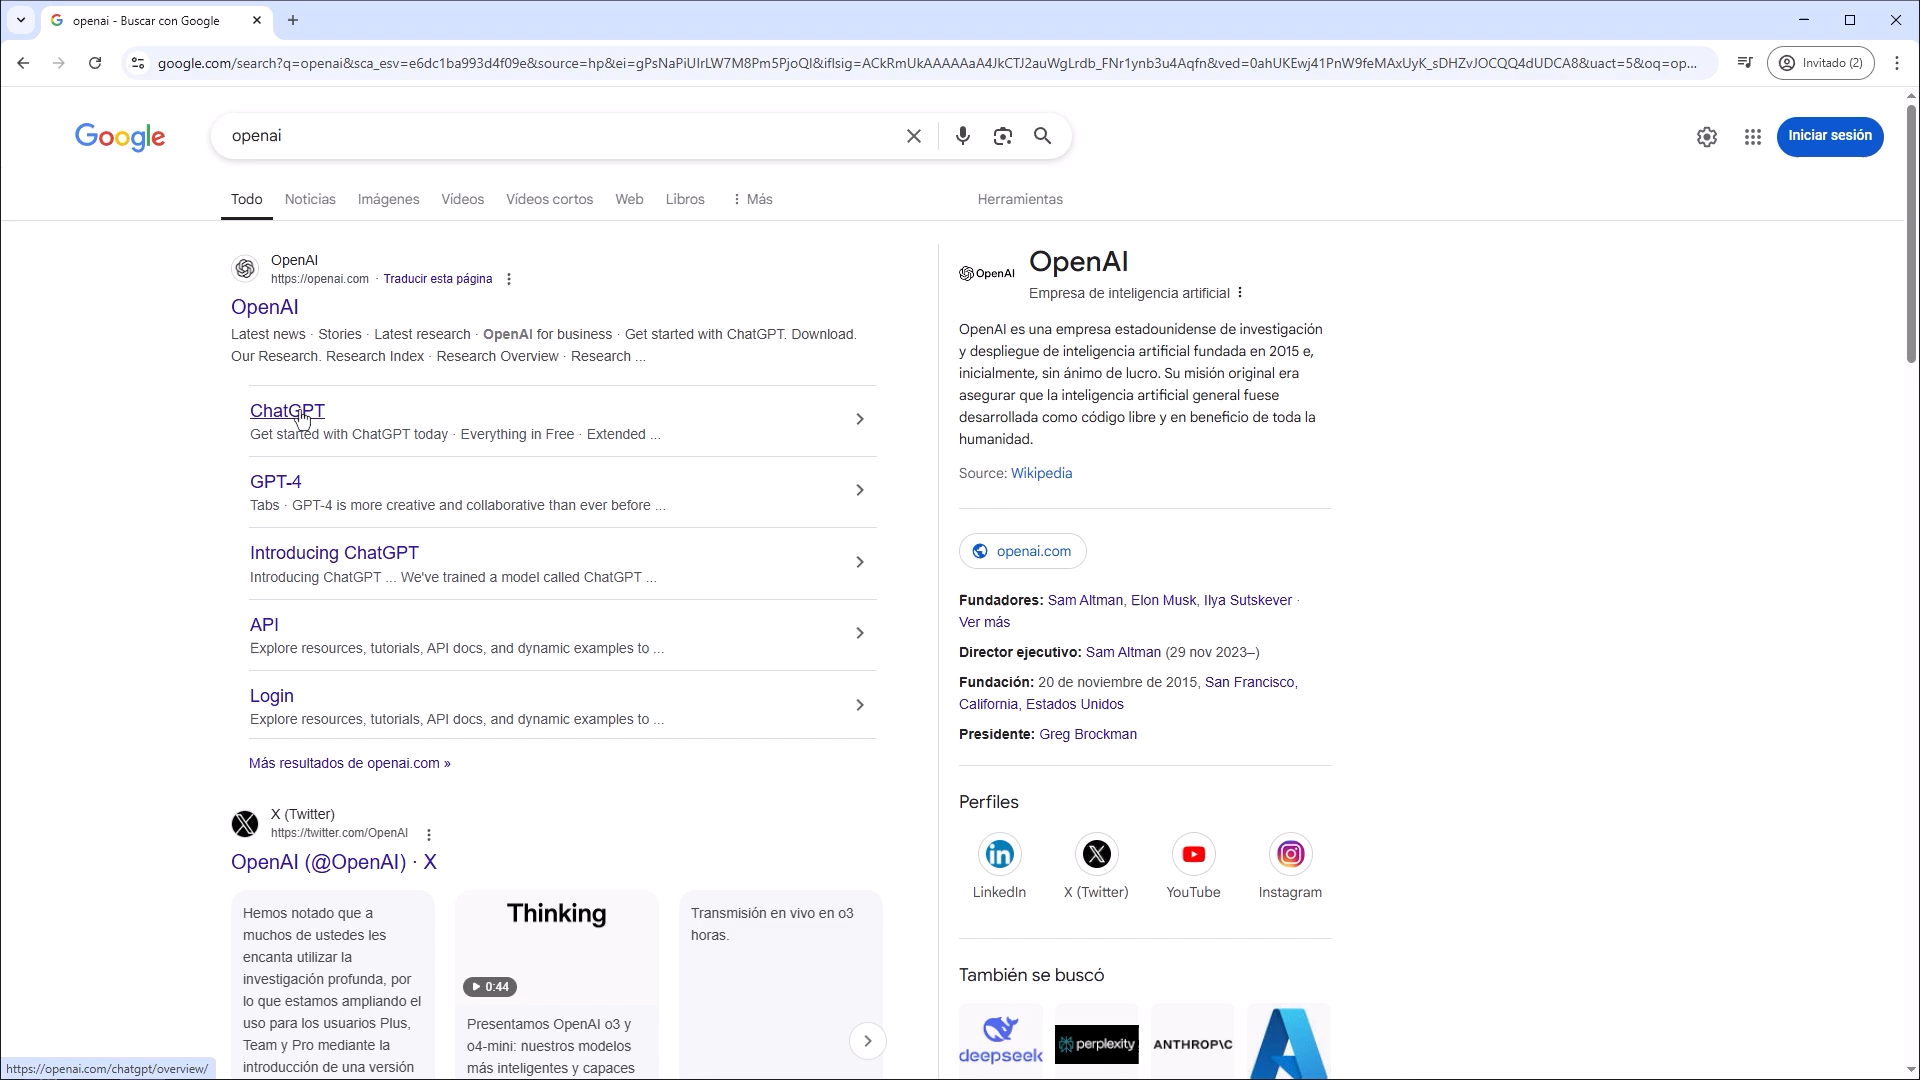 openai - Buscar con Google
google.com/search?q=openai&sca_esv=e6dc1ba993d4f09e&source=hp&ei=gPsNaPiUIrLW7M8Pm5PjoQI&iflsig=ACkRmUkAAAAAaA4JkCTJ2auWgLrdb_FNr1ynb3u4Aqfn&ved=0ahUKEwj41PnW9feMAxUyK_sDHZvJOCQQ4dUDCA8&uact=5&oq=op...
Invitado (2)
Google
openai
Iniciar sesión
Todo
Noticias
Imágenes
Vídeos
Vídeos cortos
Web
Libros
Más
Herramientas
OpenAI
https://openai.com · Traducir esta página
OpenAI
Latest news · Stories · Latest research · OpenAI for business · Get started with ChatGPT. Download.
Our Research. Research Index · Research Overview · Research ...
ChatGPT
Get started with ChatGPT today · Everything in Free · Extended ...
GPT-4
Tabs · GPT-4 is more creative and collaborative than ever before ...
Introducing ChatGPT
Introducing ChatGPT ... We've trained a model called ChatGPT ...
API
Explore resources, tutorials, API docs, and dynamic examples to ...
Login
Explore resources, tutorials, API docs, and dynamic examples to ...
Más resultados de openai.com »
X (Twitter)
https://twitter.com/OpenAI
OpenAI (@OpenAI) · X
Hemos notado que a
muchos de ustedes les
encanta utilizar la
investigación profunda, por
lo que estamos ampliando el
uso para los usuarios Plus,
Team y Pro mediante la
introducción de una versión
Thinking
0:44
Presentamos OpenAI o3 y
o4-mini: nuestros modelos
más inteligentes y capaces
Transmisión en vivo en o3
horas.
OpenAI
OpenAI
Empresa de inteligencia artificial
OpenAI es una empresa estadounidense de investigación
y despliegue de inteligencia artificial fundada en 2015 e,
inicialmente, sin ánimo de lucro. Su misión original era
asegurar que la inteligencia artificial general fuese
desarrollada como código libre y en beneficio de toda la
humanidad.
Source: Wikipedia
openai.com
Fundadores: Sam Altman, Elon Musk, Ilya Sutskever ·
Ver más
Director ejecutivo: Sam Altman (29 nov 2023–)
Fundación: 20 de noviembre de 2015, San Francisco,
California, Estados Unidos
Presidente: Greg Brockman
Perfiles
LinkedIn
X (Twitter)
YouTube
Instagram
También se buscó
deepseek
perplexity
ANTHROP\C
https://openai.com/chatgpt/overview/